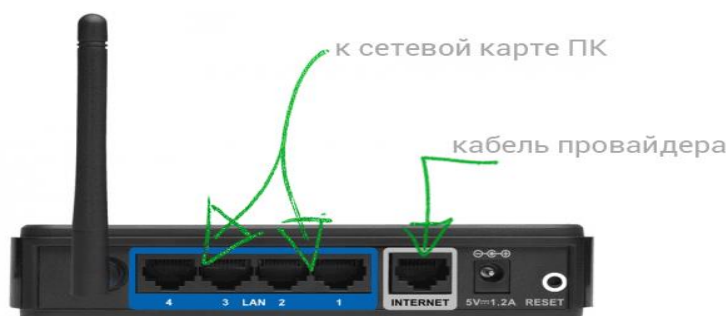 к сетевой карте ПК
кабель провайдера
4 3 LAN 2 1 INTERNET 5V⎓1.2A RESET